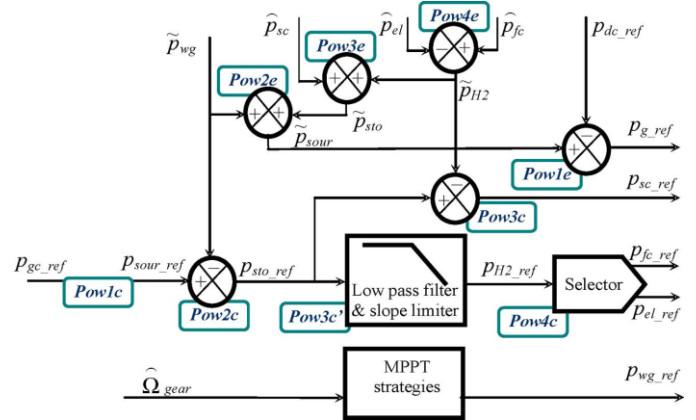 p̃wg
p̂sc
Pow3e
p̂el
Pow4e
p̂fc
pdc_ref
Pow2e
+
+
+
+
−
+
p̃H2
p̃sto
p̃sour
+
−
pg_ref
Pow1e
−
+
psc_ref
Pow3c
pgc_ref
Pow1c
psour_ref
+
−
Pow2c
psto_ref
Pow3c'
Low pass filter
& slope limiter
pH2_ref
Pow4c
Selector
pfc_ref
pel_ref
Ω̂ gear
MPPT
strategies
pwg_ref